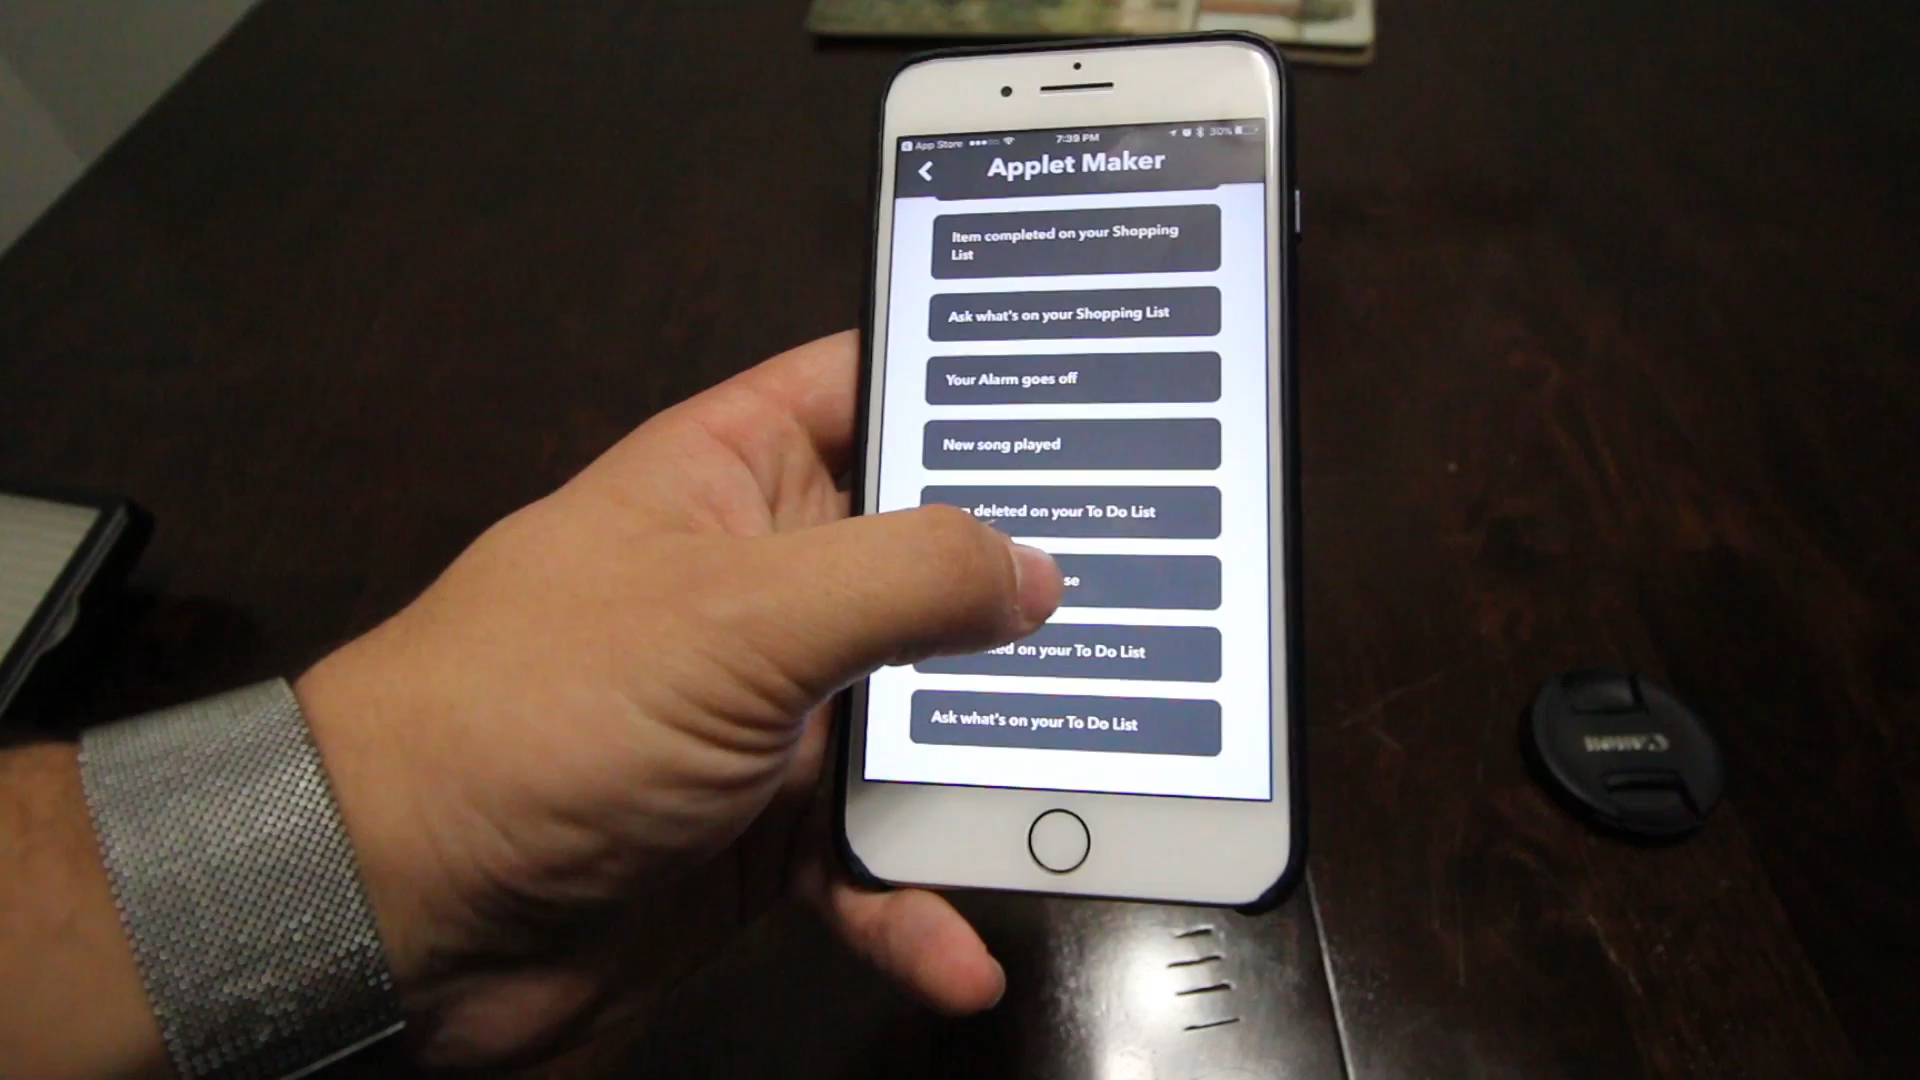 App Store
7:39 PM
30%
Applet Maker
Item completed on your Shopping
List
Ask what's on your Shopping List
Your Alarm goes off
New song played
deleted on your To Do List
on your To Do List
Ask what's on your To Do List
Canon